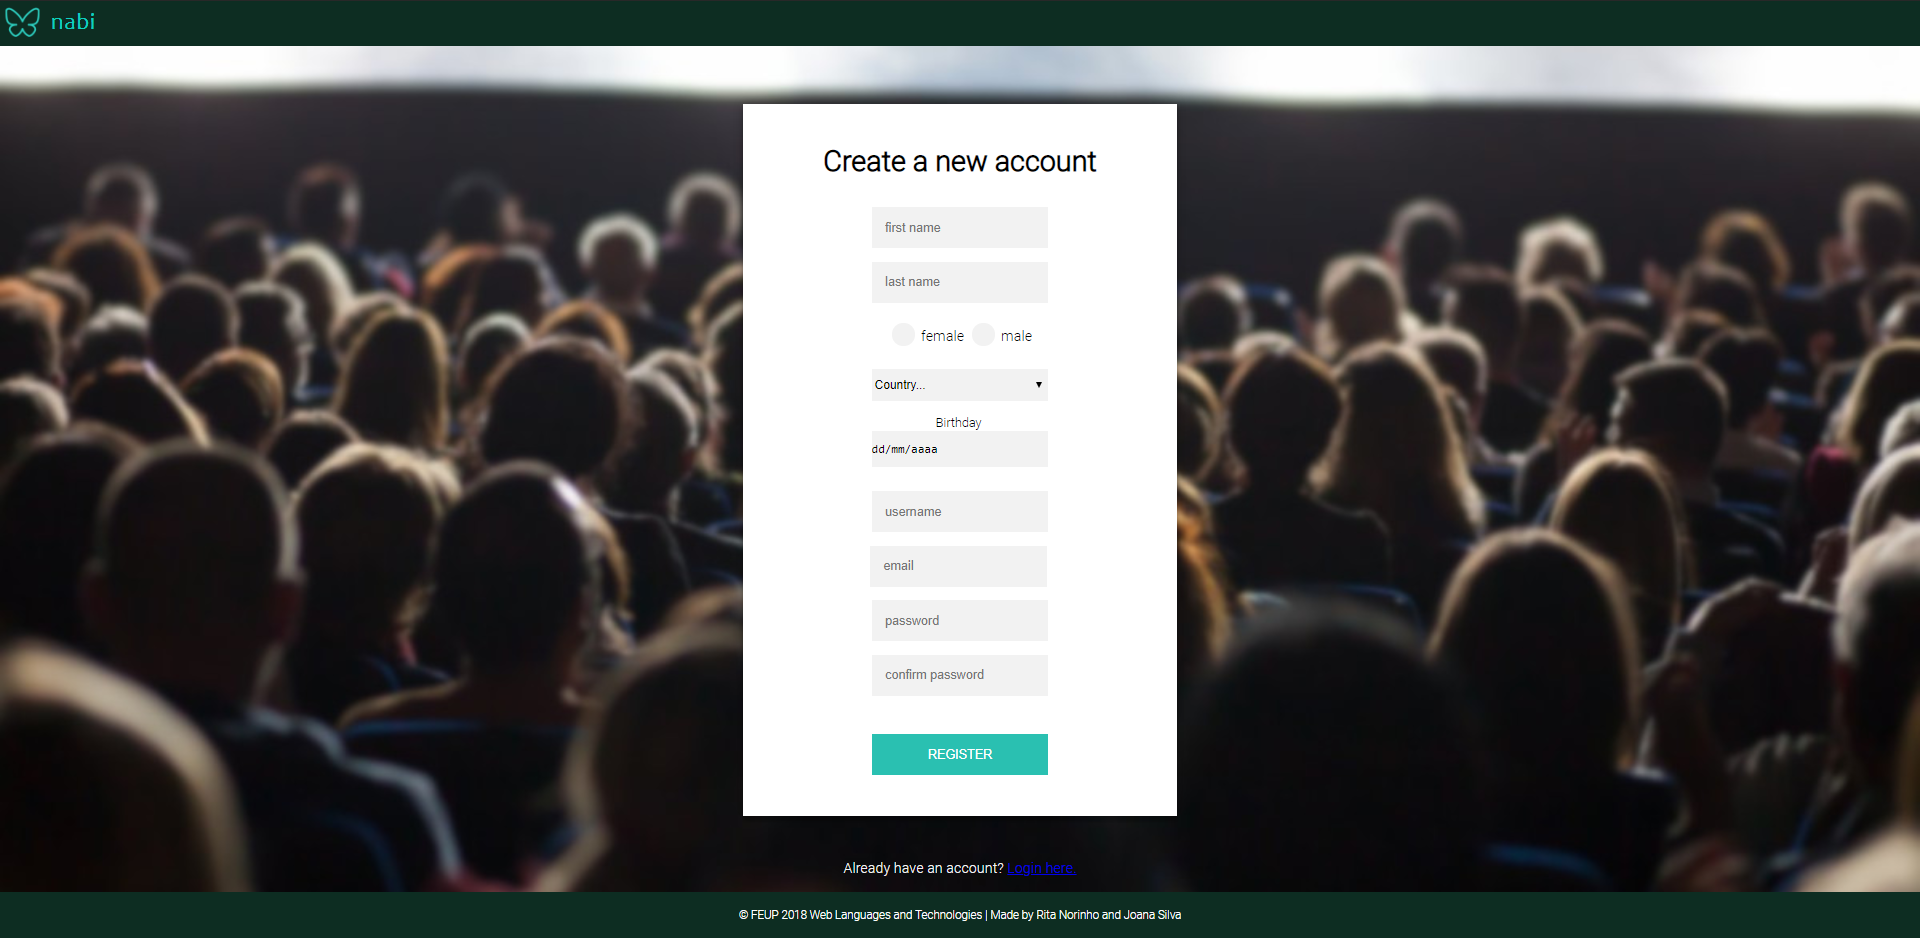 nabi
Create a new account
first name
last name
female male
Country...
Birthday
dd/mm/aaaa
username
email
password
confirm password
REGISTER
Already have an account? Login here.
© FEUP 2018 Web Languages and Technologies | Made by Rita Norinho and Joana Silva